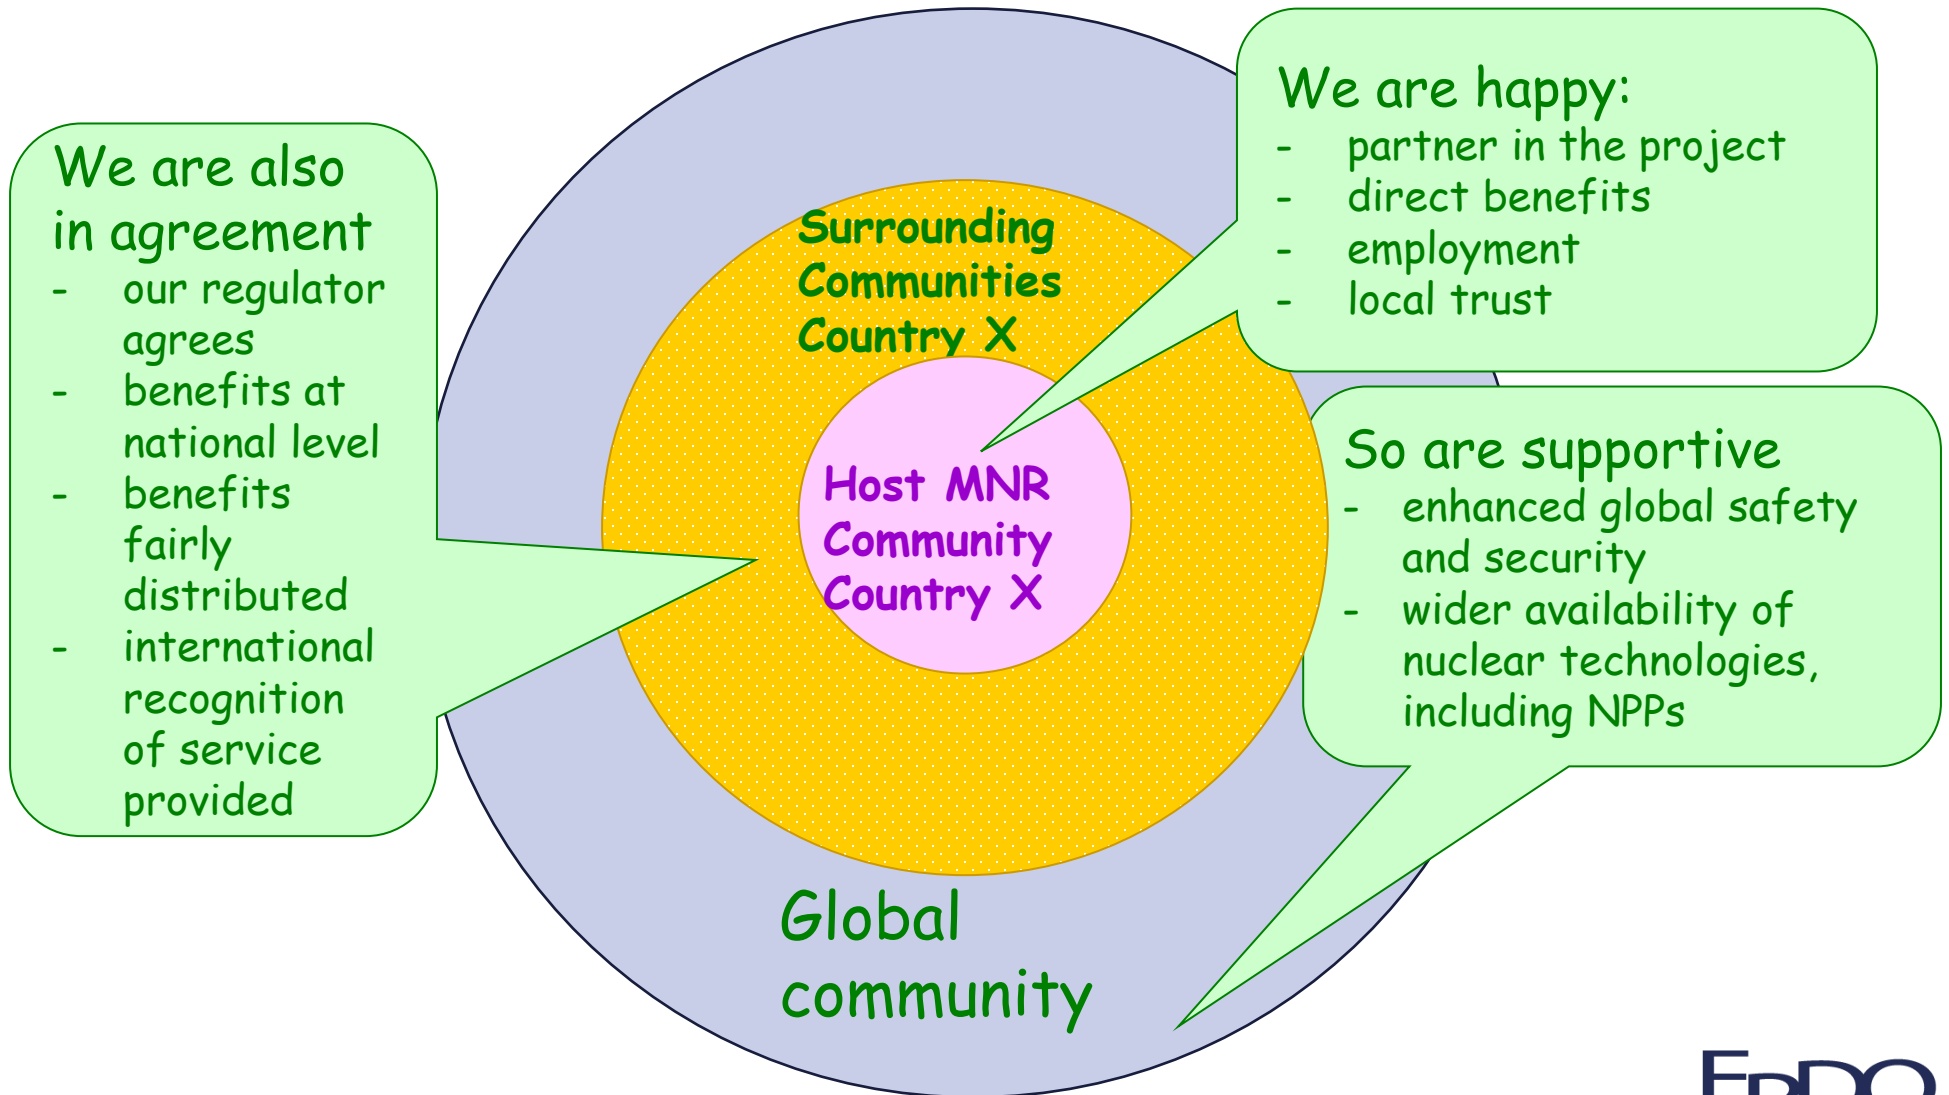 We are also
in agreement
- our regulator
agrees
- benefits at
national level
- benefits
fairly
distributed
- international
recognition
of service
provided
Surrounding
Communities
Country X
Host MNR
Community
Country X
Global
community
We are happy:
- partner in the project
- direct benefits
- employment
- local trust
So are supportive
- enhanced global safety
and security
- wider availability of
nuclear technologies,
including NPPs
ERDO